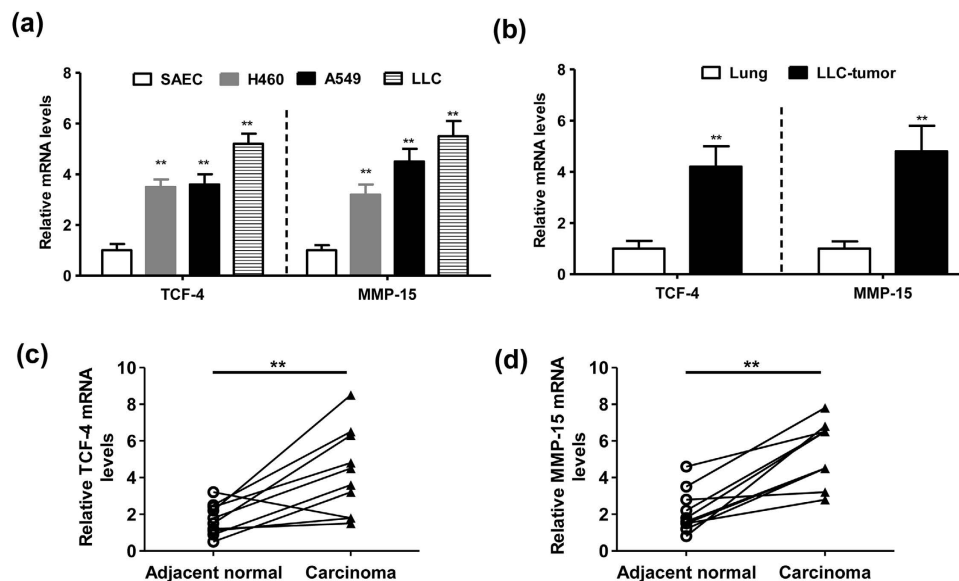 (a)
SAEC H460 A549 LLC
Relative mRNA levels
8
6
4
2
0
** ** ** ** ** **
TCF-4 MMP-15
(b)
Lung LLC-tumor
Relative mRNA levels
8
6
4
2
0
** **
TCF-4 MMP-15
(c)
Relative TCF-4 mRNA
levels
10
8
6
4
2
0
**
Adjacent normal Carcinoma
(d)
Relative MMP-15 mRNA
levels
10
8
6
4
2
0
**
Adjacent normal Carcinoma